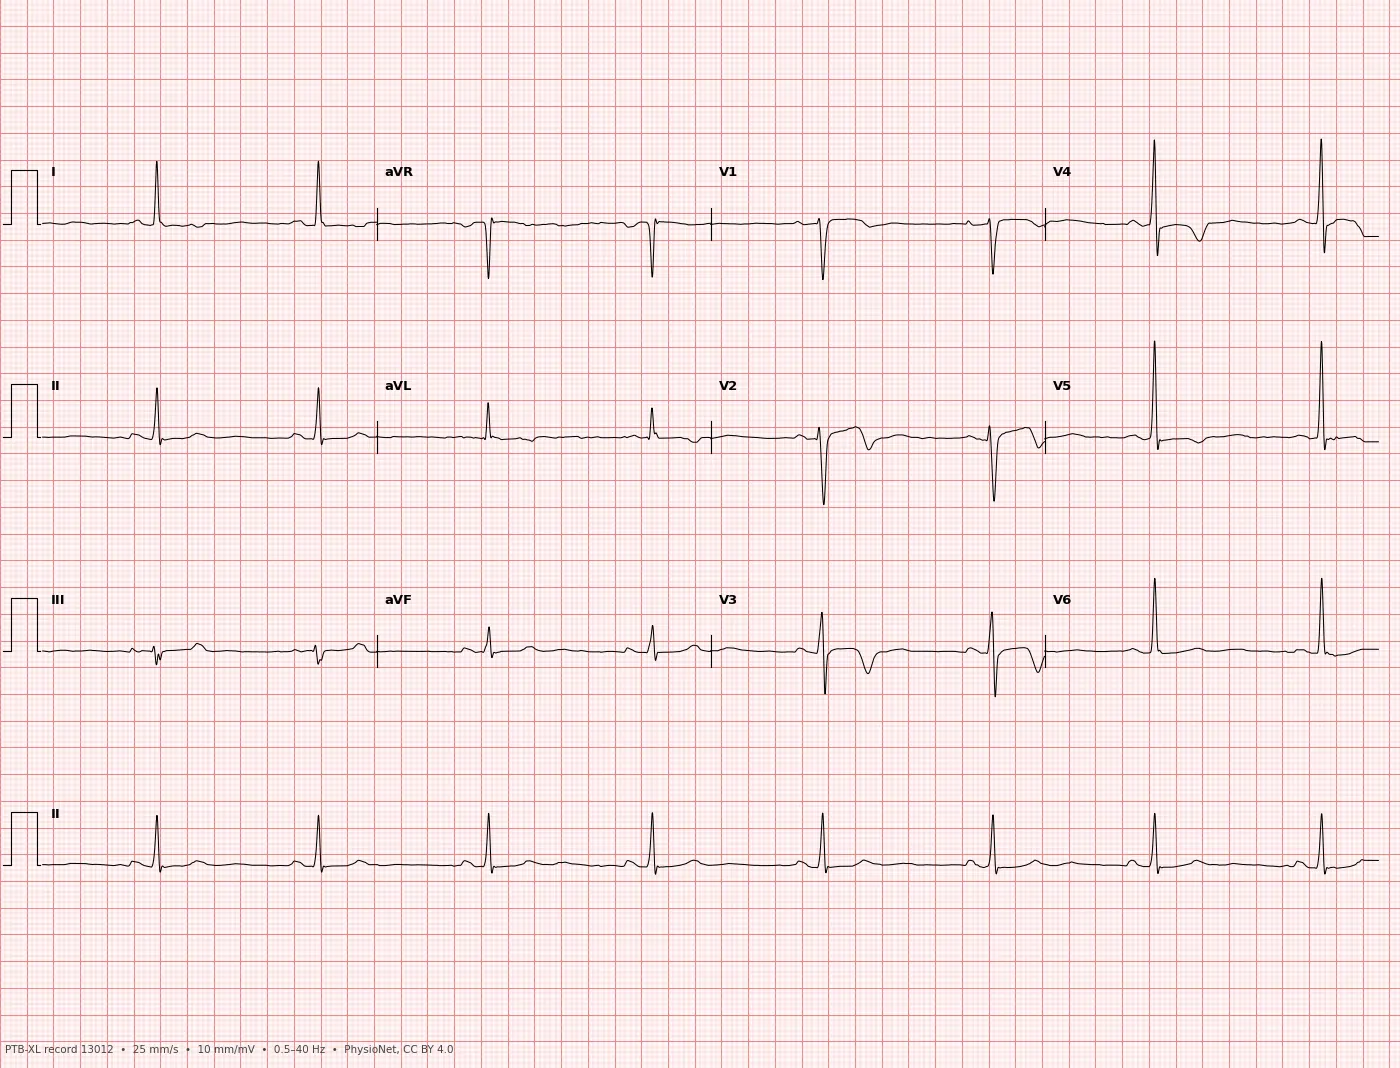 I aVR V1 V4
II aVL V2 V5
III aVF V3 V6
II
PTB-XL record 13012 • 25 mm/s • 10 mm/mV • 0.5–40 Hz • PhysioNet, CC BY 4.0